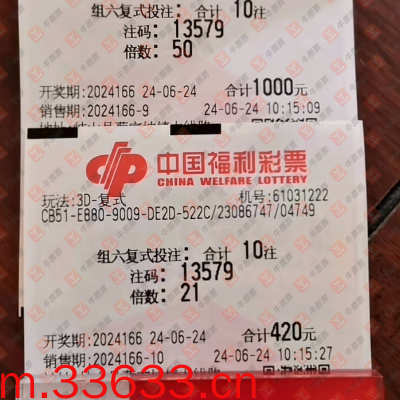 组六复式投注: 合计 10注
注码: 13579
倍数: 50
开奖期:2024166 24-06-24 合计1000元
销售期:2024166-9 24-06-24 10:15:09
中国福利彩票
CHINA WELFARE LOTTERY
玩法:3D-复式 机号:61031222
CB51-E880-9009-DE2D-522C/23086747/04749
组六复式投注: 合计 10注
注码: 13579
倍数: 21
开奖期:2024166 24-06-24 合计420元
销售期:2024166-10 24-06-24 10:15:27
m.33633.cn